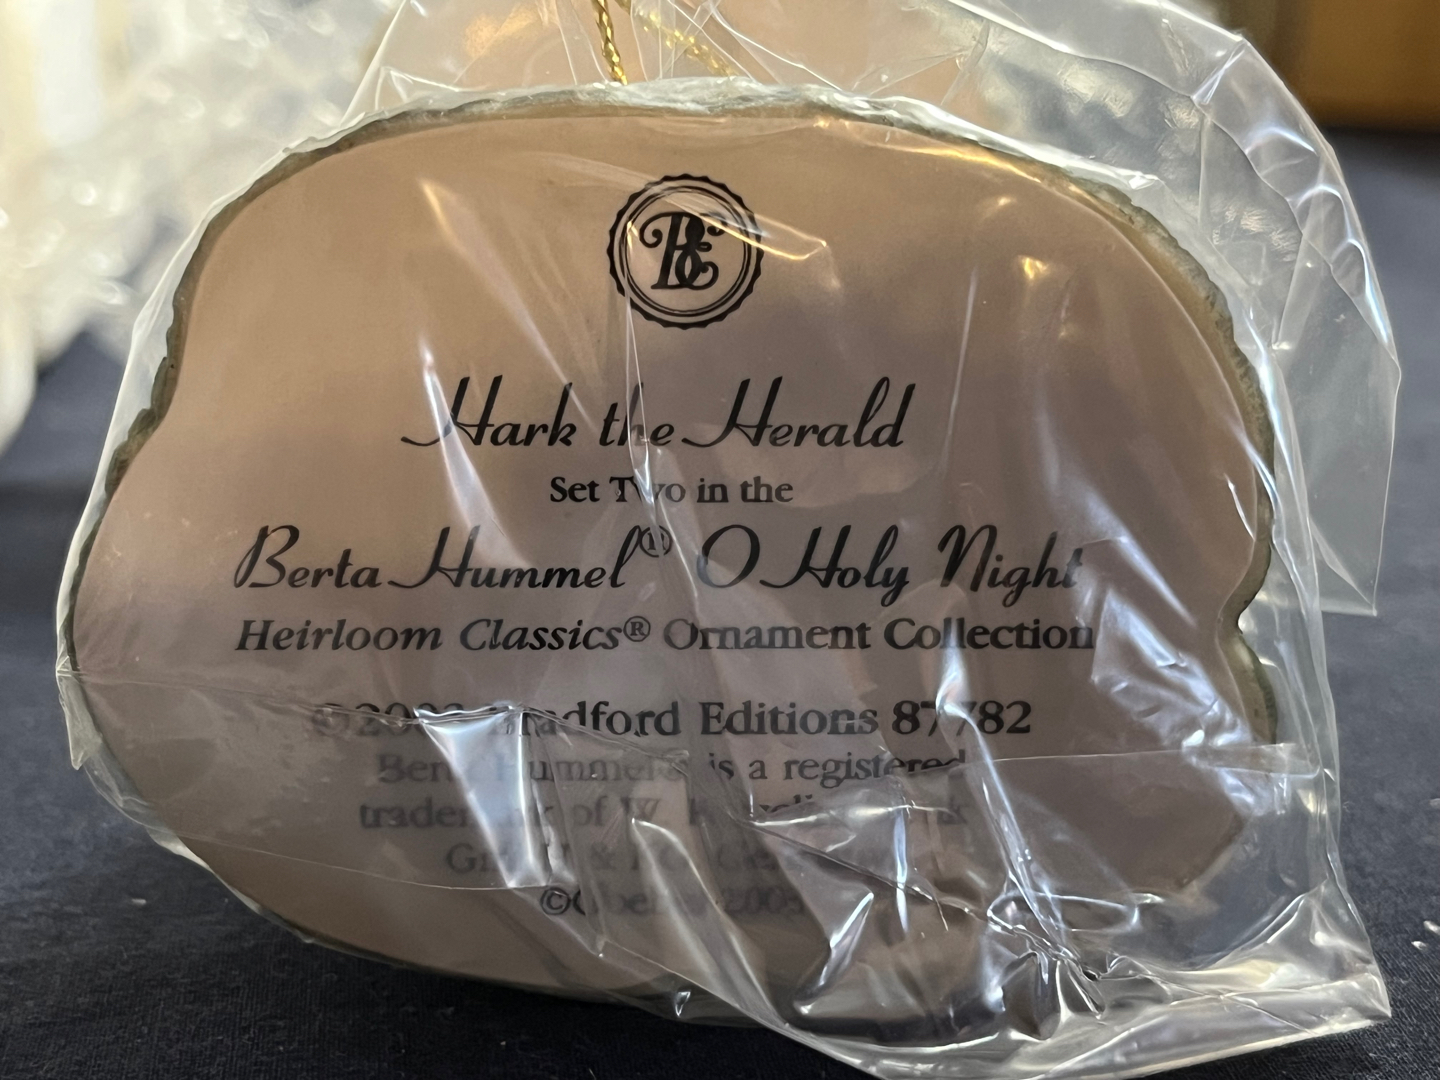 BE
Hark the Herald
Set Two in the
Berta Hummel® O Holy Night
Heirloom Classics® Ornament Collection
Bradford Editions 87782
is a registered
of W.
&